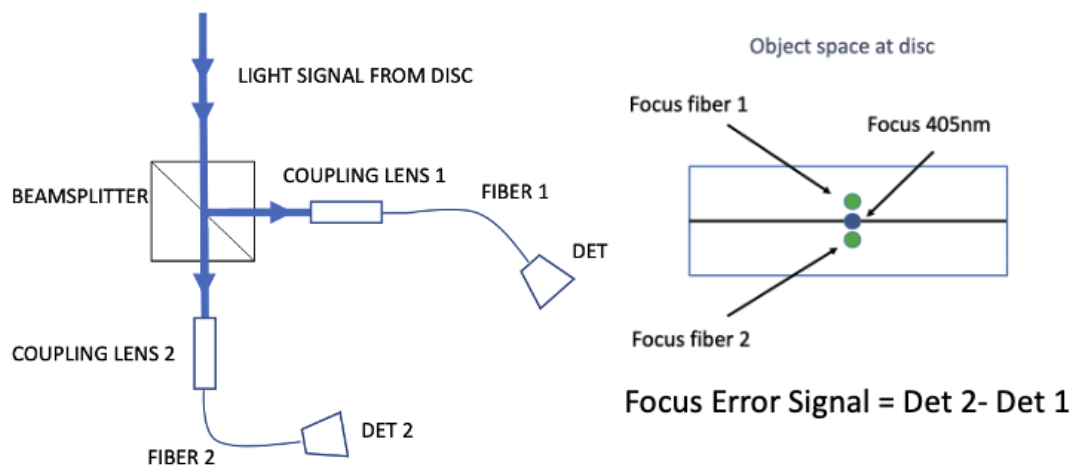 LIGHT SIGNAL FROM DISC
BEAMSPLITTER
COUPLING LENS 1
FIBER 1
DET
COUPLING LENS 2
DET 2
FIBER 2
Object space at disc
Focus fiber 1
Focus 405nm
Focus fiber 2
Focus Error Signal = Det 2- Det 1